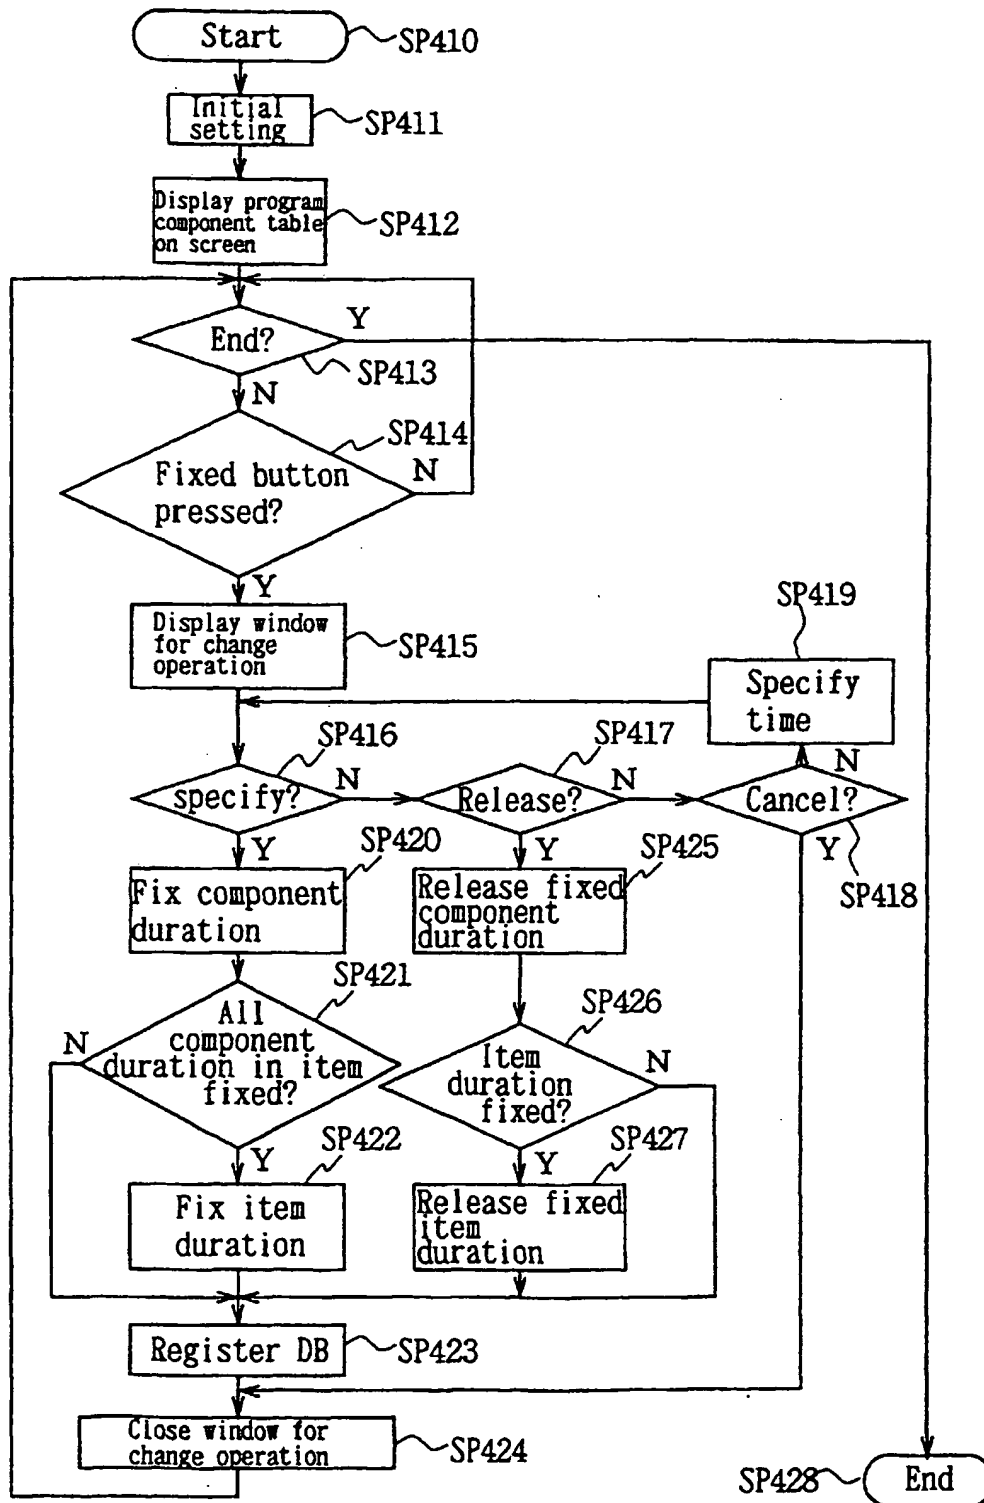 Start
SP410
Initial
setting
SP411
Display program
component table
on screen
SP412
End?
Y
SP413
N
SP414
Fixed button
pressed?
N
Y
Display window
for change
operation
SP415
SP419
Specify
time
SP416
SP417
N
specify?
N
Release?
N
Cancel?
Y
SP420
Y
SP425
Y
SP418
Fix component
duration
Release fixed
component
duration
SP421
SP426
All
component
duration in item
fixed?
N
Item
duration
fixed?
N
SP422
SP427
Y
Y
Fix item
duration
Release fixed
item
duration
Register DB
SP423
Close window for
change operation
SP424
SP428
End